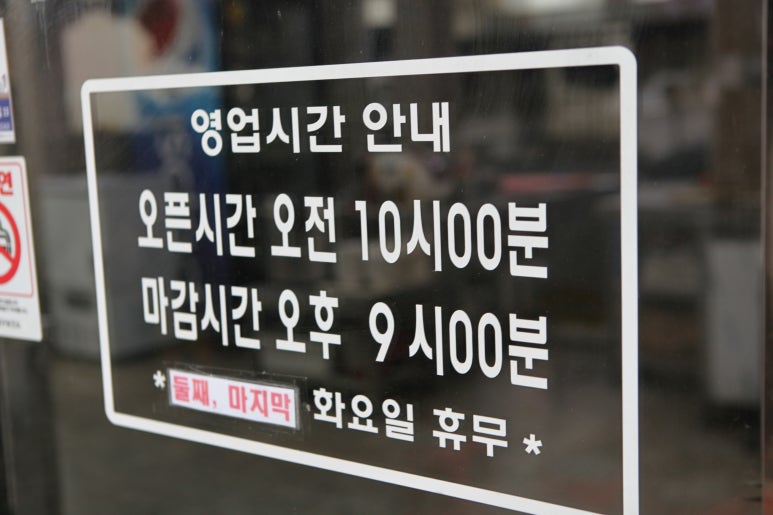 영업시간 안내
오픈시간 오전 10시00분
마감시간 오후 9시00분
*둘째, 마지막 화요일 휴무*
연